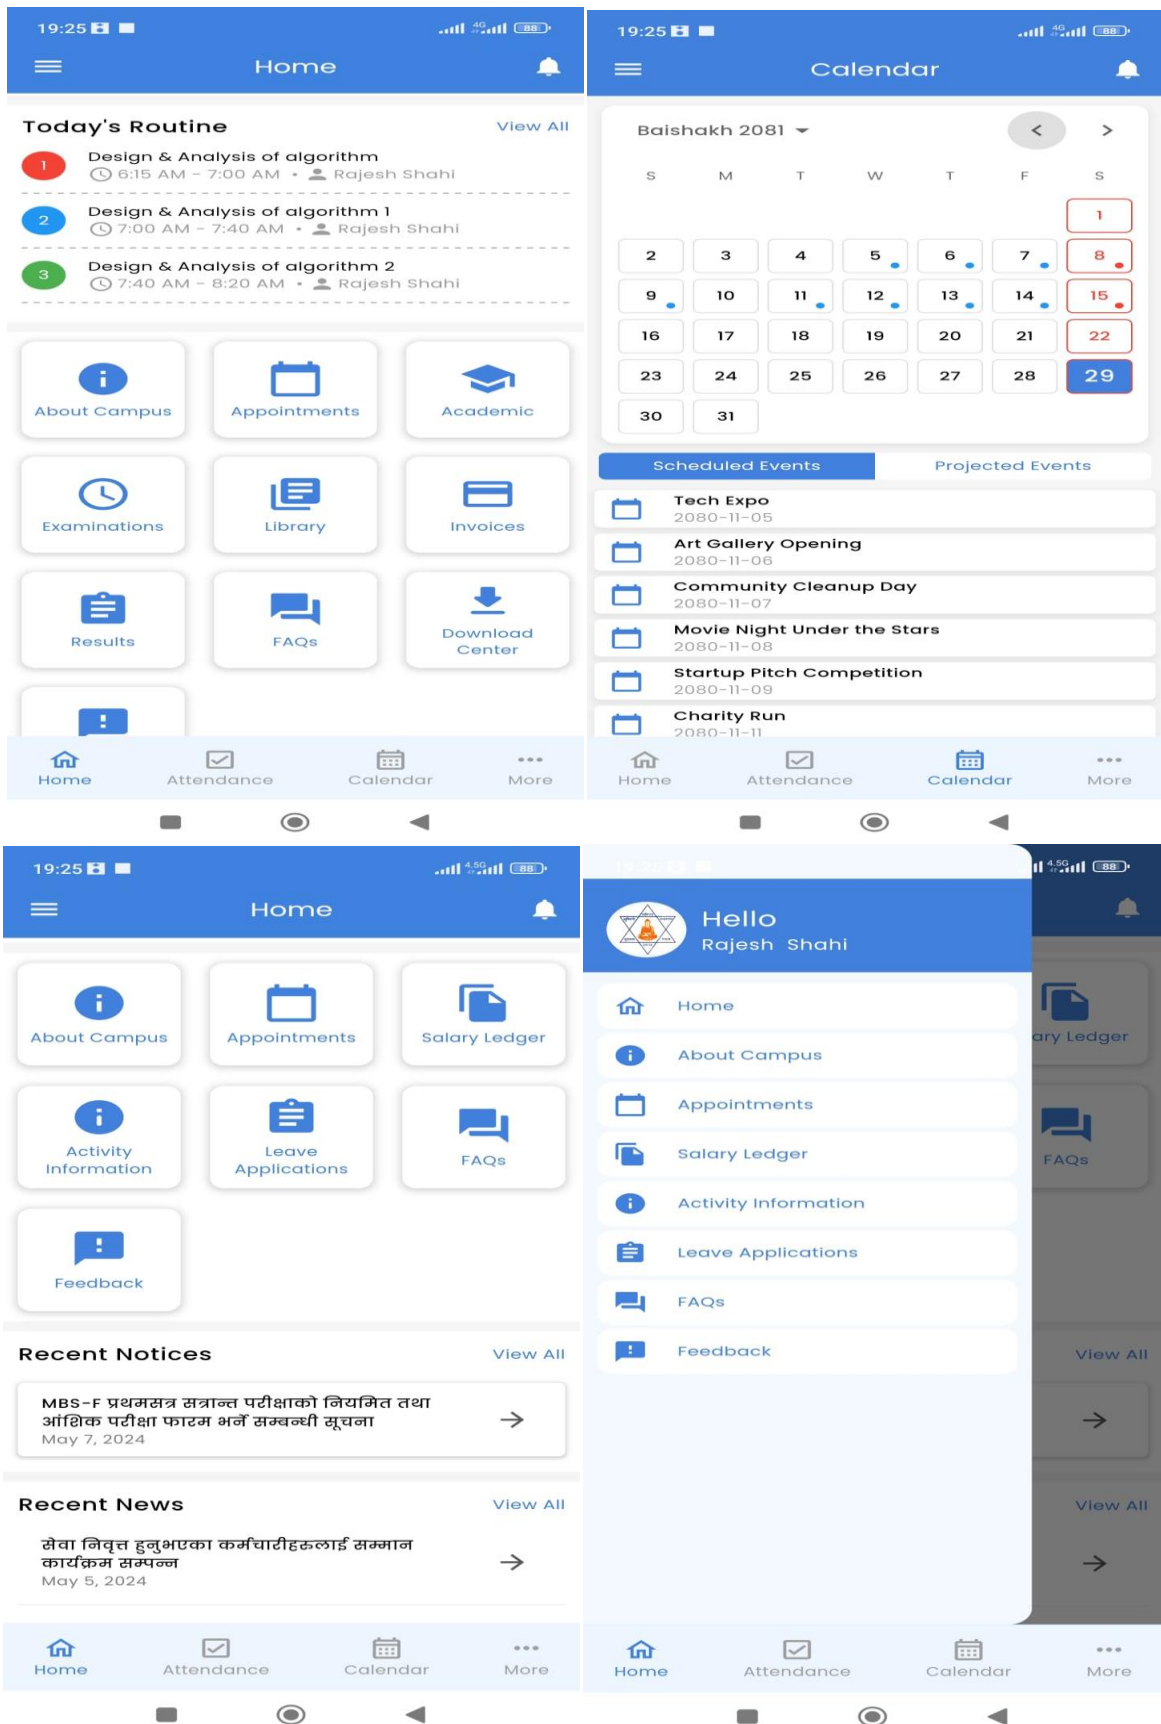 19:25
4G
88
Home
Today's Routine
View All
1
Design & Analysis of algorithm
6:15 AM - 7:00 AM • Rajesh Shahi
2
Design & Analysis of algorithm 1
7:00 AM - 7:40 AM • Rajesh Shahi
3
Design & Analysis of algorithm 2
7:40 AM - 8:20 AM • Rajesh Shahi
About Campus
Appointments
Academic
Examinations
Library
Invoices
Results
FAQs
Download
Center
Home
Attendance
Calendar
More
19:25
4G
88
Calendar
Baishakh 2081
S M T W T F S
1
2 3 4 5 6 7 8
9 10 11 12 13 14 15
16 17 18 19 20 21 22
23 24 25 26 27 28 29
30 31
Scheduled Events
Projected Events
Tech Expo
2080-11-05
Art Gallery Opening
2080-11-06
Community Cleanup Day
2080-11-07
Movie Night Under the Stars
2080-11-08
Startup Pitch Competition
2080-11-09
Charity Run
2080-11-11
Home
Attendance
Calendar
More
19:25
4.5G
88
Home
About Campus
Appointments
Salary Ledger
Activity
Information
Leave
Applications
FAQs
Feedback
Recent Notices
View All
MBS-F प्रथमसत्र सत्रान्त परीक्षाको नियमित तथा
आंशिक परीक्षा फारम भर्ने सम्बन्धी सूचना
May 7, 2024
Recent News
View All
सेवा निवृत्त हुनुभएका कर्मचारीहरुलाई सम्मान
कार्यक्रम सम्पन्न
May 5, 2024
Home
Attendance
Calendar
More
4.5G
88
Hello
Rajesh Shahi
Home
About Campus
Appointments
Salary Ledger
Activity Information
Leave Applications
FAQs
Feedback
ary Ledger
FAQs
View All
View All
Home
Attendance
Calendar
More